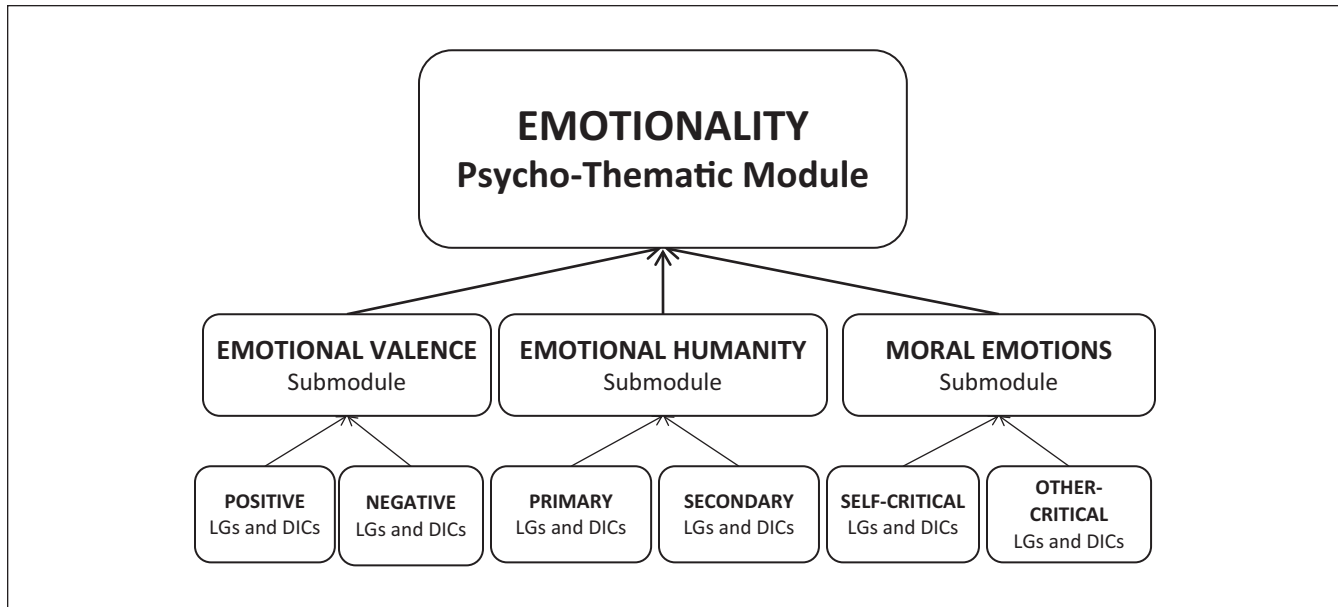 EMOTIONALITY
Psycho-Thematic Module
EMOTIONAL VALENCE
Submodule
EMOTIONAL HUMANITY
Submodule
MORAL EMOTIONS
Submodule
POSITIVE
LGs and DICs
NEGATIVE
LGs and DICs
PRIMARY
LGs and DICs
SECONDARY
LGs and DICs
SELF-CRITICAL
LGs and DICs
OTHER-
CRITICAL
LGs and DICs